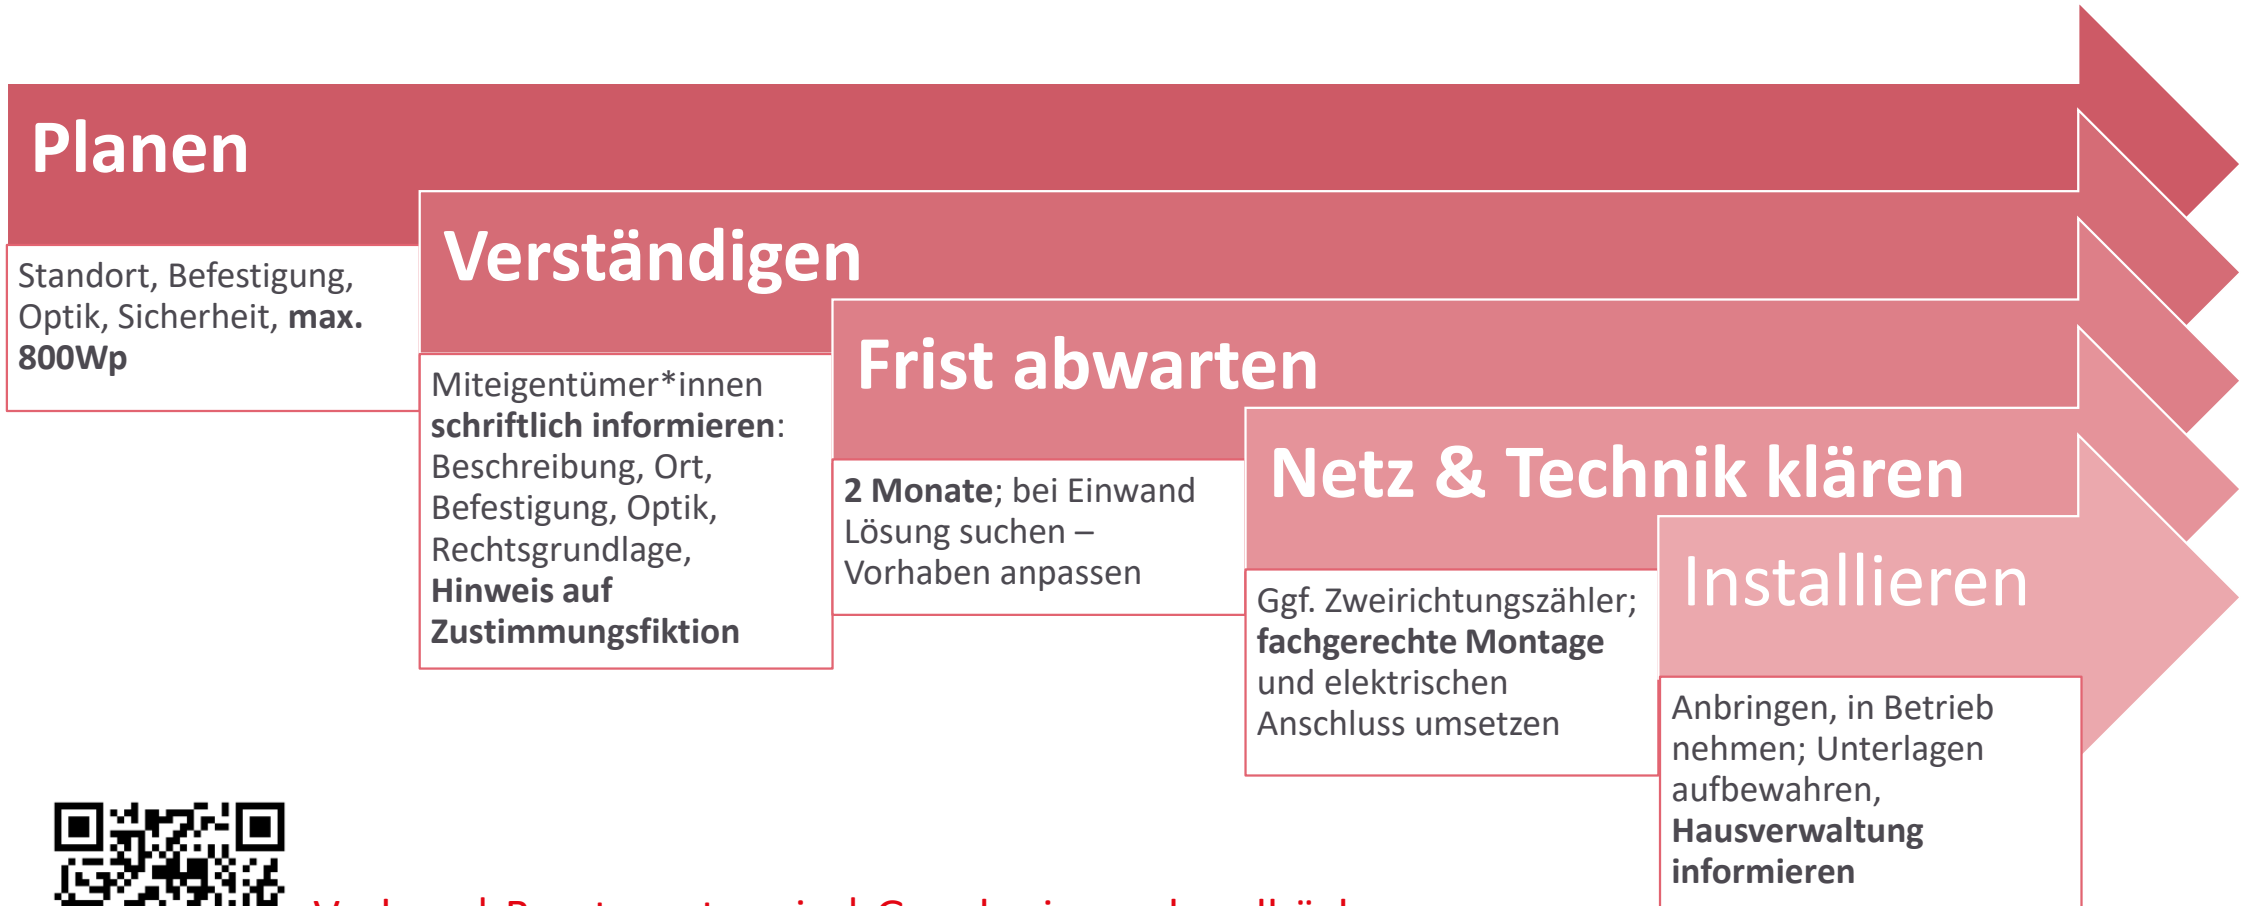 Planen
Standort, Befestigung,
Optik, Sicherheit, max.
800Wp
Verständigen
Miteigentümer*innen
schriftlich informieren:
Beschreibung, Ort,
Befestigung, Optik,
Rechtsgrundlage,
Hinweis auf
Zustimmungsfiktion
Frist abwarten
2 Monate; bei Einwand
Lösung suchen –
Vorhaben anpassen
Netz & Technik klären
Ggf. Zweirichtungszähler;
fachgerechte Montage
und elektrischen
Anschluss umsetzen
Installieren
Anbringen, in Betrieb
nehmen; Unterlagen
aufbewahren,
Hausverwaltung
informieren